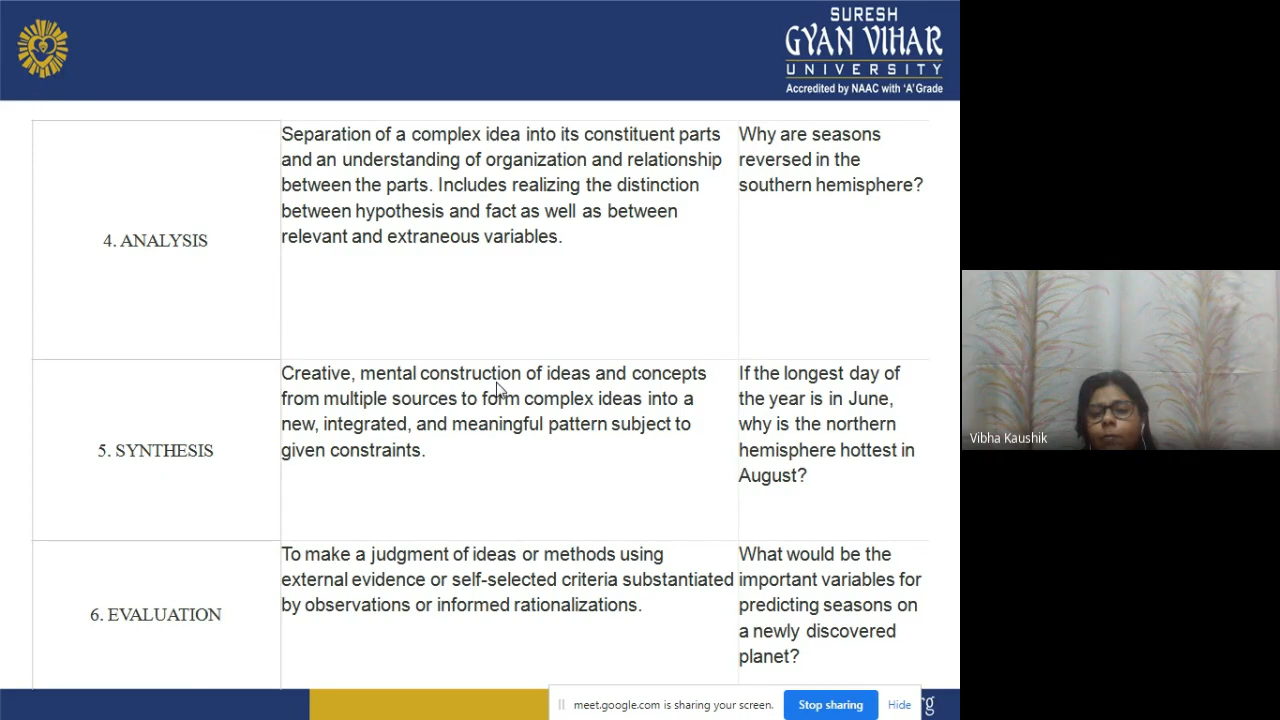 SURESH
GYAN VIHAR
UNIVERSITY
Accredited by NAAC with 'A' Grade
4. ANALYSIS
Separation of a complex idea into its constituent parts
and an understanding of organization and relationship
between the parts. Includes realizing the distinction
between hypothesis and fact as well as between
relevant and extraneous variables.
Why are seasons
reversed in the
southern hemisphere?
5. SYNTHESIS
Creative, mental construction of ideas and concepts
from multiple sources to form complex ideas into a
new, integrated, and meaningful pattern subject to
given constraints.
If the longest day of
the year is in June,
why is the northern
hemisphere hottest in
August?
6. EVALUATION
To make a judgment of ideas or methods using
external evidence or self-selected criteria substantiated
by observations or informed rationalizations.
What would be the
important variables for
predicting seasons on
a newly discovered
planet?
Vibha Kaushik
meet.google.com is sharing your screen.
Stop sharing
Hide